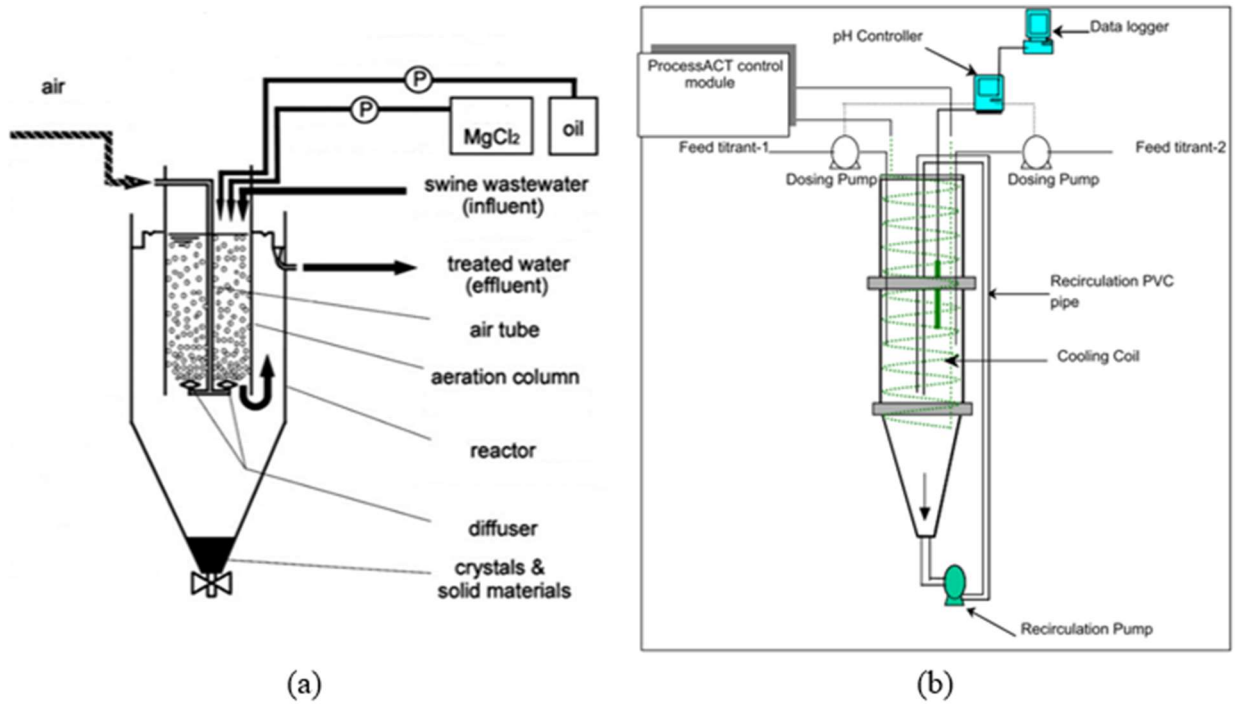 air
P
P
MgCl₂
oil
swine wastewater
(influent)
treated water
(effluent)
air tube
aeration column
reactor
diffuser
crystals &
solid materials
(a)
Data logger
pH Controller
ProcessACT control
module
Feed titrant-1
Feed titrant-2
Dosing Pump
Dosing Pump
Recirculation PVC
pipe
Cooling Coil
Recirculation Pump
(b)